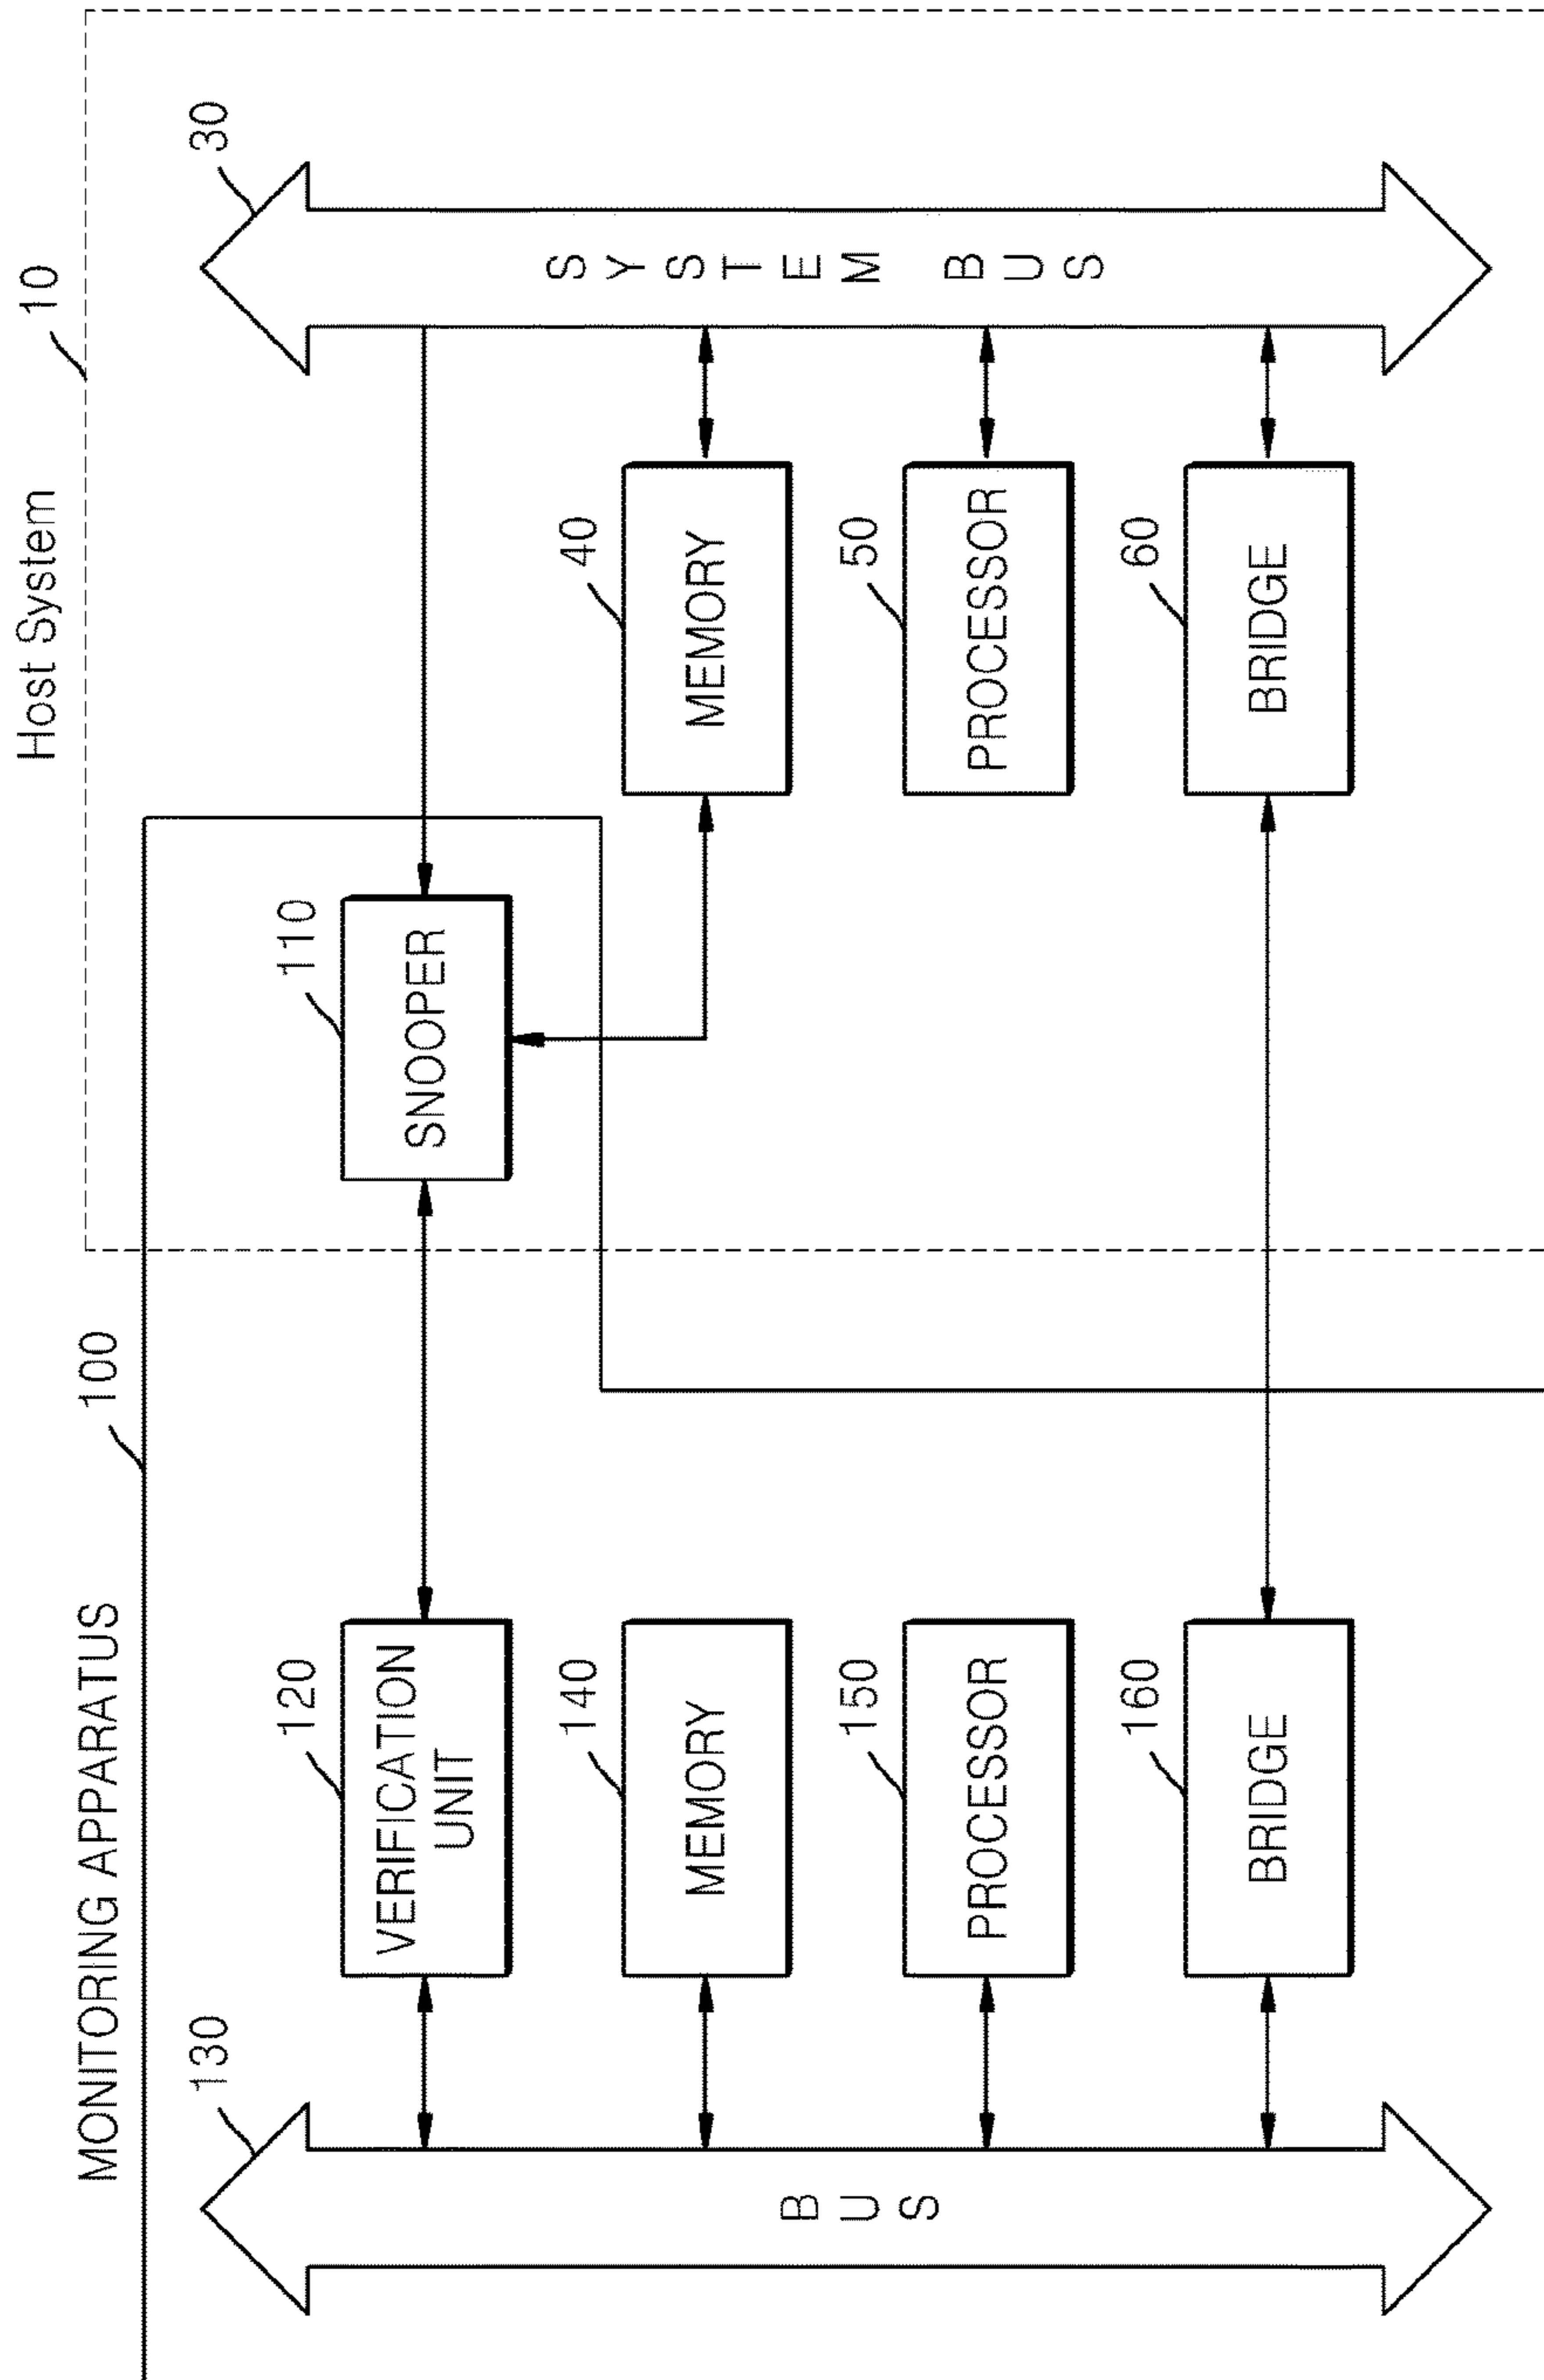 MONITORING APPARATUS
100
Host System
10
130
BUS
120
VERIFICATION
UNIT
110
SNOOPER
30
SYSTEM BUS
140
MEMORY
40
MEMORY
150
PROCESSOR
50
PROCESSOR
160
BRIDGE
60
BRIDGE